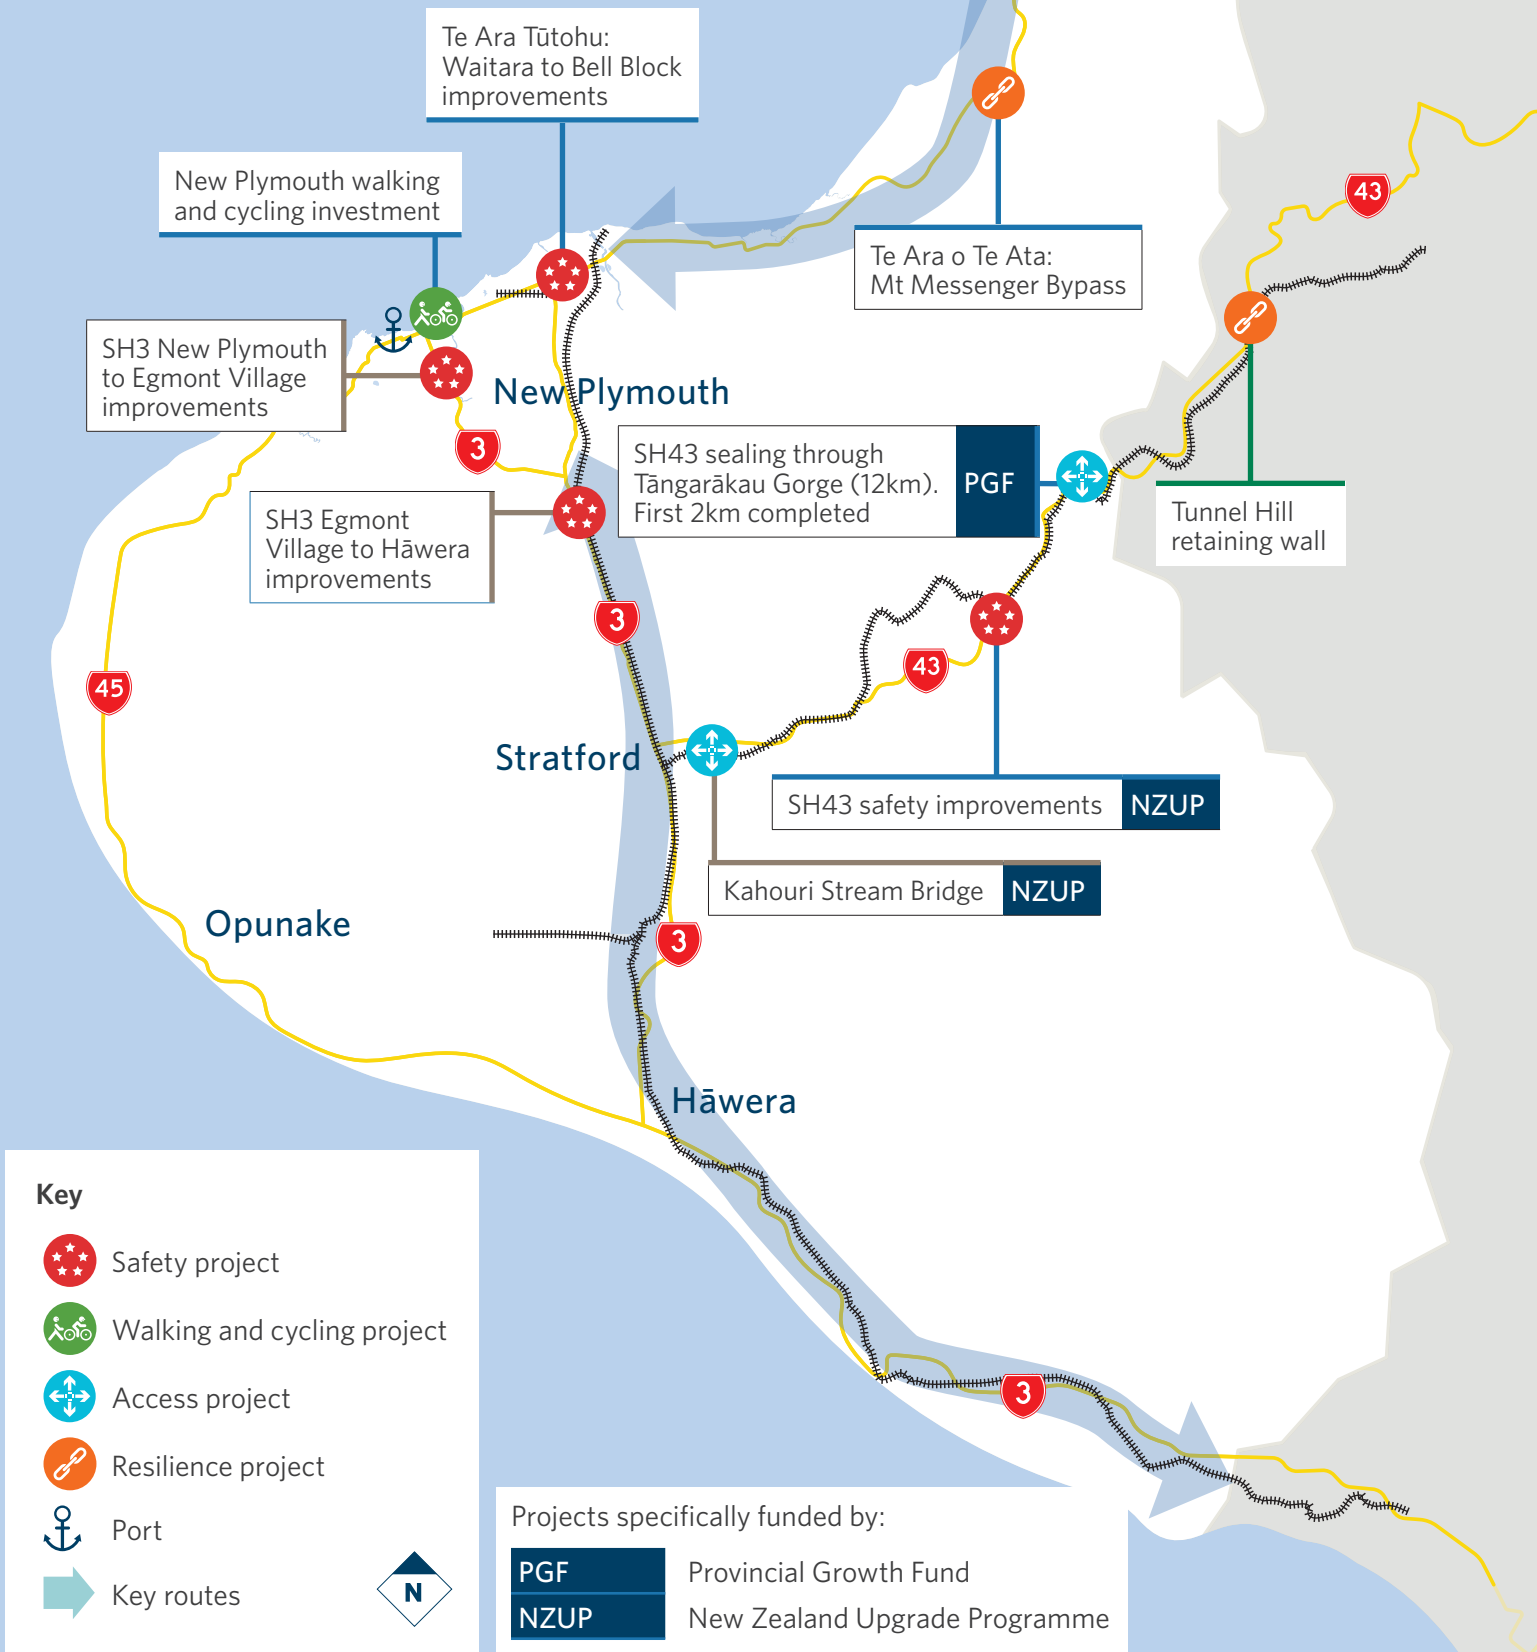 Te Ara Tūtohu:
Waitara to Bell Block
improvements
New Plymouth walking
and cycling investment
43
Te Ara o Te Ata:
Mt Messenger Bypass
SH3 New Plymouth
to Egmont Village
improvements
New Plymouth
3
SH43 sealing through
Tāngarākau Gorge (12km).
First 2km completed
PGF
SH3 Egmont
Village to Hāwera
improvements
Tunnel Hill
retaining wall
3
43
45
Stratford
SH43 safety improvements
NZUP
Kahouri Stream Bridge
NZUP
Opunake
3
Hāwera
3
Key
Safety project
Walking and cycling project
Access project
Resilience project
Port
Key routes
N
Projects specifically funded by:
PGF
Provincial Growth Fund
NZUP
New Zealand Upgrade Programme